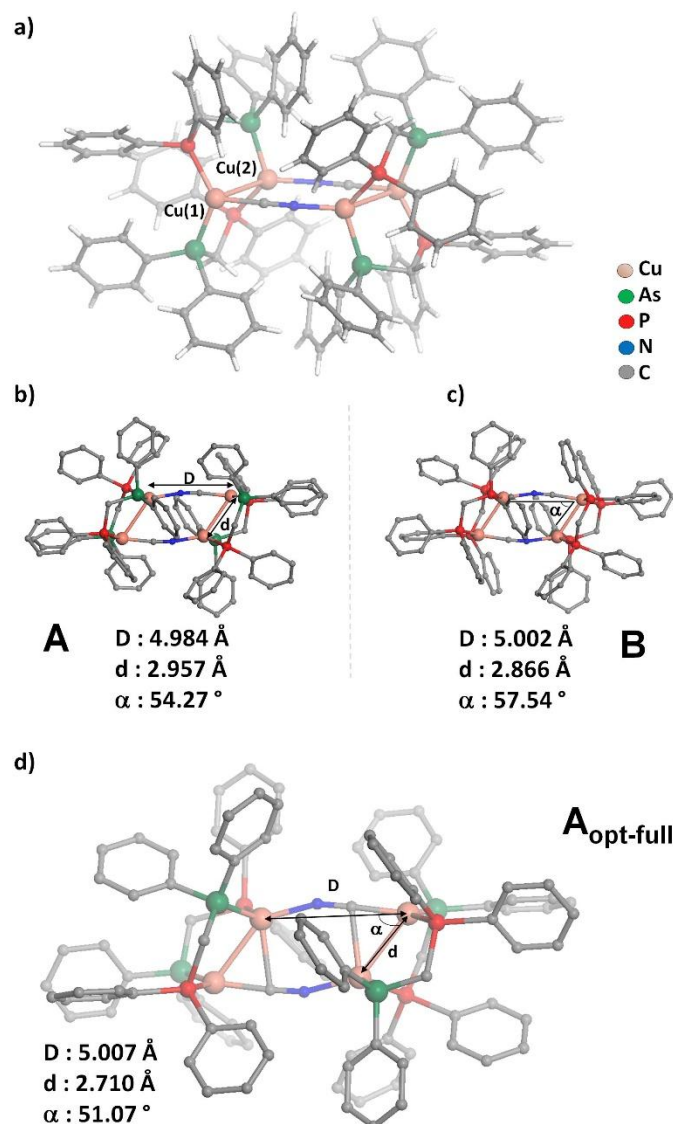 a)
Cu(2)
Cu(1)
Cu
As
P
N
C
b)
c)
D
d
α
A
D : 4.984 Å
d : 2.957 Å
α : 54.27 °
D : 5.002 Å
d : 2.866 Å
α : 57.54 °
B
d)
A opt-full
D
α
d
D : 5.007 Å
d : 2.710 Å
α : 51.07 °